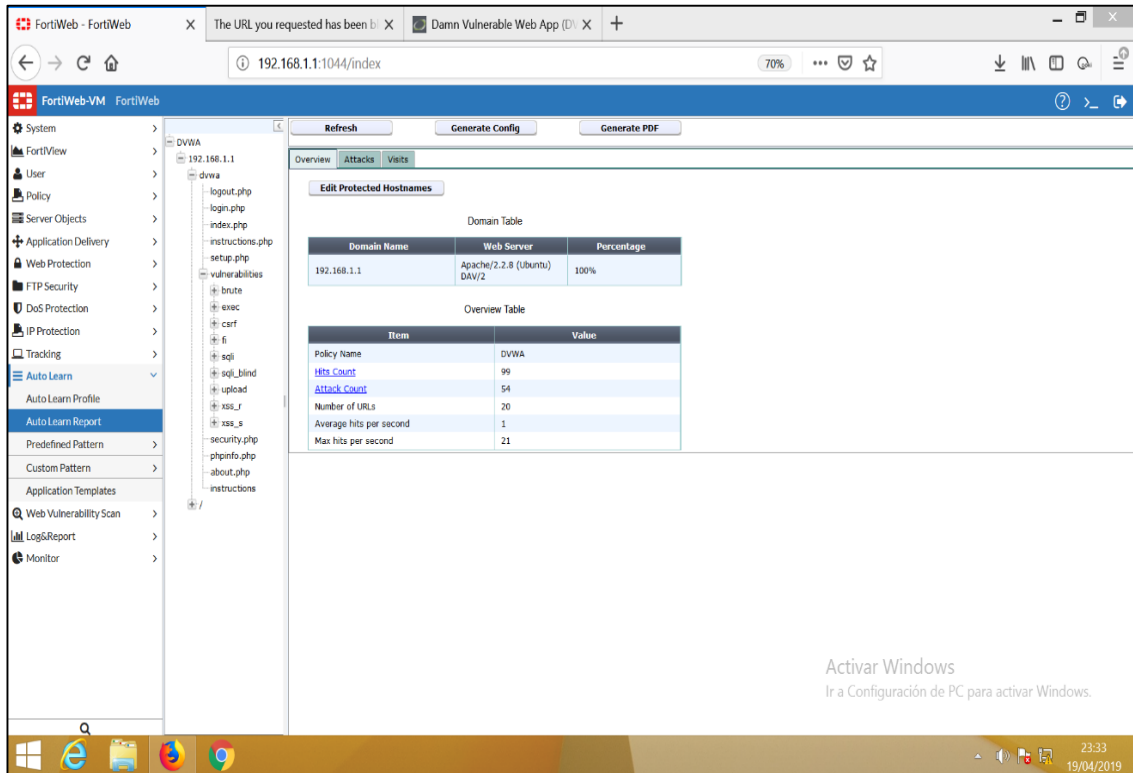 FortiWeb - FortiWeb
The URL you requested has been b
Damn Vulnerable Web App (DV
192.168.1.1:1044/index
70%
FortiWeb-VM FortiWeb
System
FortiView
User
Policy
Server Objects
Application Delivery
Web Protection
FTP Security
DoS Protection
IP Protection
Tracking
Auto Learn
Auto Learn Profile
Auto Learn Report
Predefined Pattern
Custom Pattern
Application Templates
Web Vulnerability Scan
Log&Report
Monitor
DVWA
192.168.1.1
dvwa
logout.php
login.php
index.php
instructions.php
setup.php
vulnerabilities
brute
exec
csrf
fi
sqli
sqli_blind
upload
xss_r
xss_s
security.php
phpinfo.php
about.php
instructions
/
Refresh Generate Config Generate PDF
Overview Attacks Visits
Edit Protected Hostnames
Domain Table
Domain Name Web Server Percentage
192.168.1.1 Apache/2.2.8 (Ubuntu) DAV/2 100%
Overview Table
Item Value
Policy Name DVWA
Hits Count 99
Attack Count 54
Number of URLs 20
Average hits per second 1
Max hits per second 21
Activar Windows
Ir a Configuración de PC para activar Windows.
23:33
19/04/2019